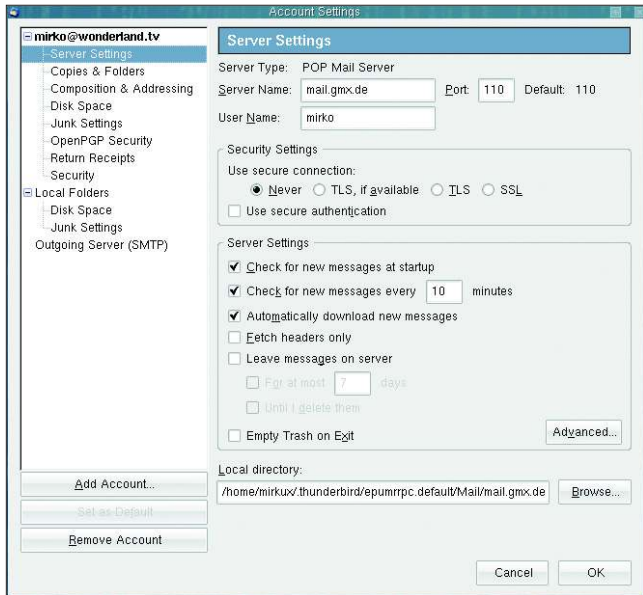 Account Settings
mirko@wonderland.tv
Server Settings
Copies & Folders
Composition & Addressing
Disk Space
Junk Settings
OpenPGP Security
Return Receipts
Security
Local Folders
Disk Space
Junk Settings
Outgoing Server (SMTP)
Add Account...
Set as Default
Remove Account
Server Settings
Server Type: POP Mail Server
Server Name: mail.gmx.de Port: 110 Default: 110
User Name: mirko
Security Settings
Use secure connection:
Never TLS, if available TLS SSL
Use secure authentication
Server Settings
Check for new messages at startup
Check for new messages every 10 minutes
Automatically download new messages
Fetch headers only
Leave messages on server
For at most 7 days
Until I delete them
Empty Trash on Exit
Advanced...
Local directory:
/home/mirkux/.thunderbird/epumrrpc.default/Mail/mail.gmx.de Browse...
Cancel OK